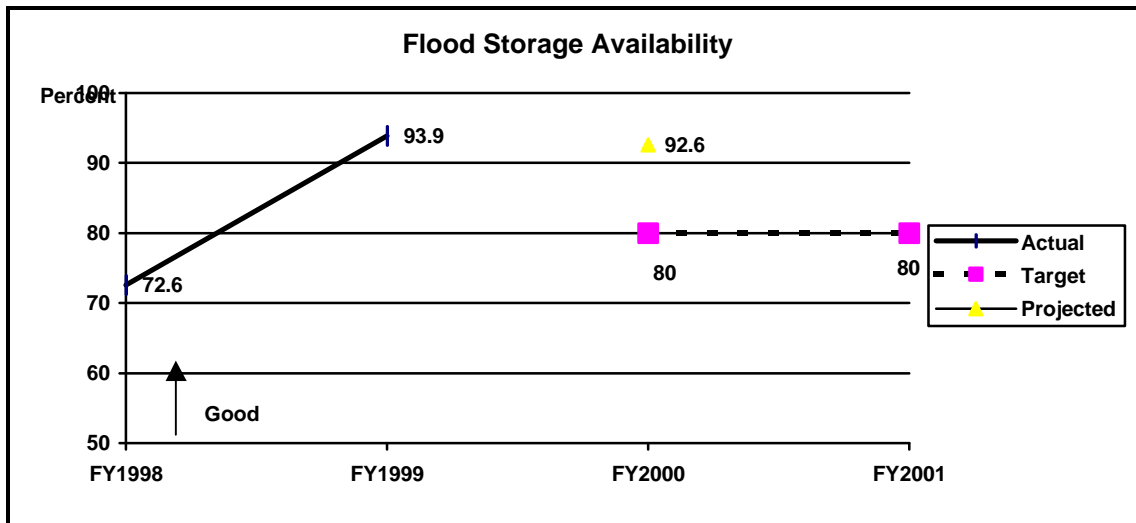 Flood Storage Availability
Percent
100
93.9
90
92.6
80
Actual
72.6
80
80
Target
70
Projected
60
Good
50
FY1998
FY1999
FY2000
FY2001